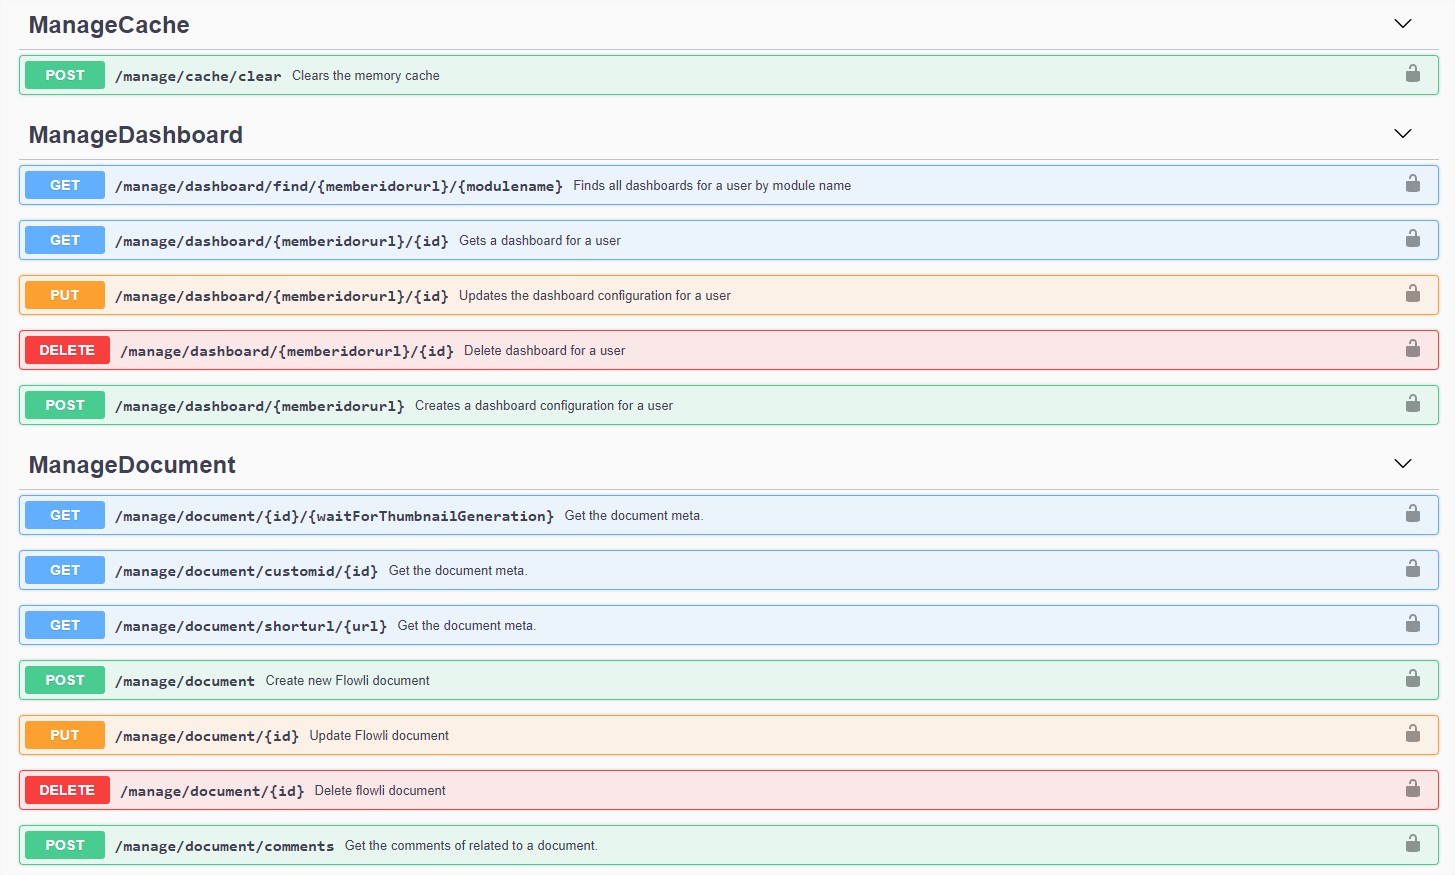 ManageCache
POST /manage/cache/clear Clears the memory cache
ManageDashboard
GET /manage/dashboard/find/{memberidorurl}/{modulename} Finds all dashboards for a user by module name
GET /manage/dashboard/{memberidorurl}/{id} Gets a dashboard for a user
PUT /manage/dashboard/{memberidorurl}/{id} Updates the dashboard configuration for a user
DELETE /manage/dashboard/{memberidorurl}/{id} Delete dashboard for a user
POST /manage/dashboard/{memberidorurl} Creates a dashboard configuration for a user
ManageDocument
GET /manage/document/{id}/{waitForThumbnailGeneration} Get the document meta.
GET /manage/document/customid/{id} Get the document meta.
GET /manage/document/shorturl/{url} Get the document meta.
POST /manage/document Create new Flowli document
PUT /manage/document/{id} Update Flowli document
DELETE /manage/document/{id} Delete flowli document
POST /manage/document/comments Get the comments of related to a document.